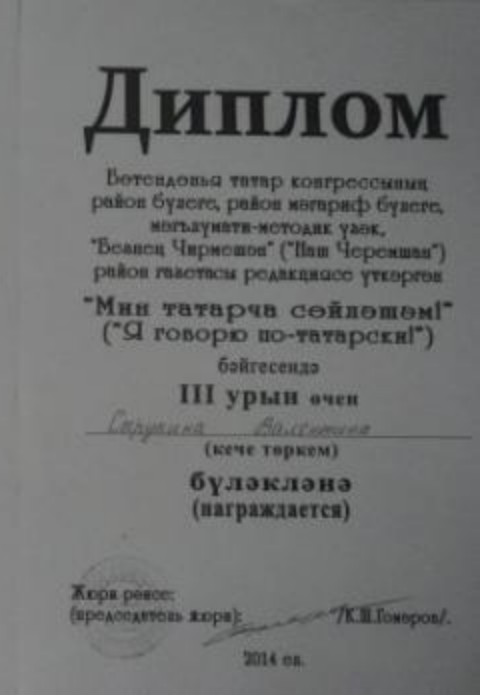 Диплом
Бөтендөнья татар конгрессының
район бүлеге, район мәгариф бүлеге,
мәгълүмати-методик үзәк,
"Безнең Чирмешән" ("Наш Черемшан")
район газетасы редакциясе үткәргән
"Мин татарча сөйләшәм!"
("Я говорю по-татарски!")
бәйгесендә
III урын өчен
Валентина
(кече төркем)
бүләкләнә
(награждается)
Жюри рәисе:
(председатель жюри): /К.Ш.Гомәров/.
2014 ел.